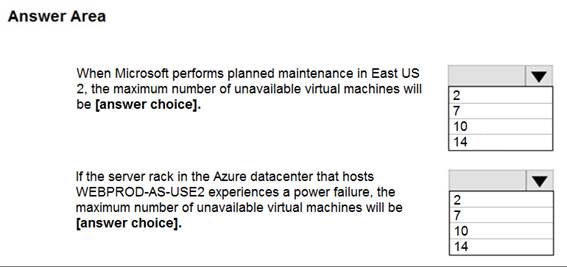 Answer Area
When Microsoft performs planned maintenance in East US
2, the maximum number of unavailable virtual machines will
be [answer choice].
2
7
10
14
If the server rack in the Azure datacenter that hosts
WEBPROD-AS-USE2 experiences a power failure, the
maximum number of unavailable virtual machines will be
[answer choice].
2
7
10
14